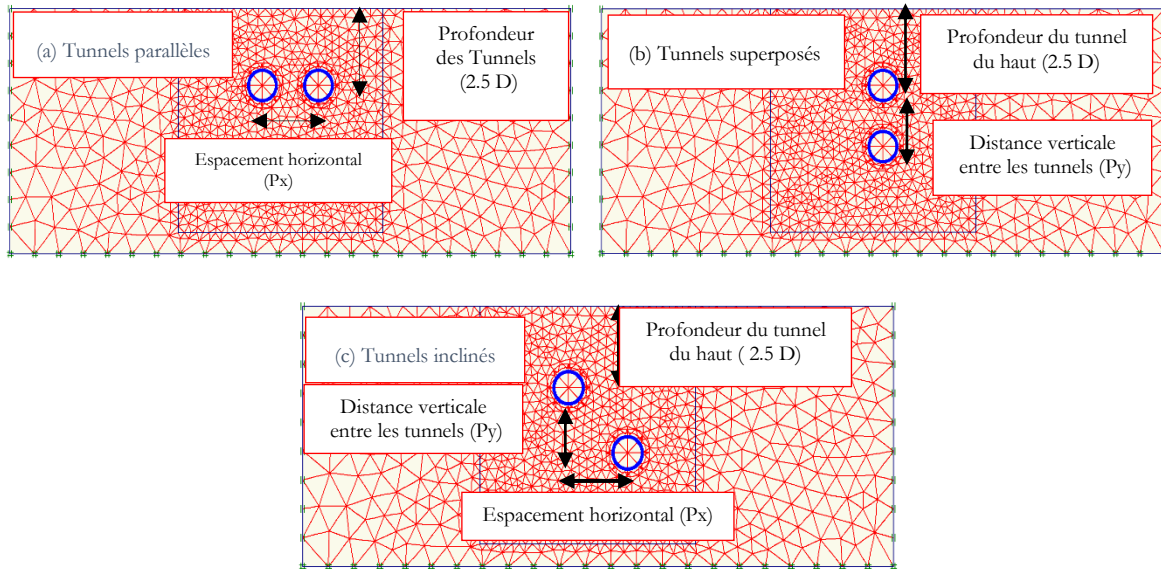 (a) Tunnels parallèles
Profondeur
des Tunnels
(2.5 D)
Espacement horizontal
(Px)
(b) Tunnels superposés
Profondeur du tunnel
du haut (2.5 D)
Distance verticale
entre les tunnels (Py)
(c) Tunnels inclinés
Profondeur du tunnel
du haut ( 2.5 D)
Distance verticale
entre les tunnels (Py)
Espacement horizontal (Px)